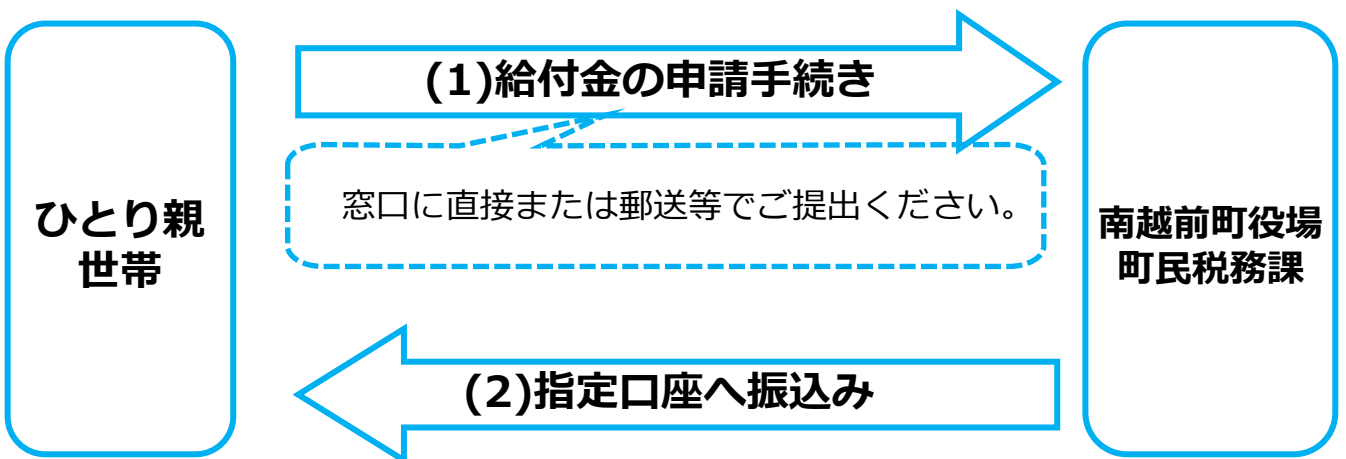 ひとり親
世帯
(1)給付金の申請手続き
窓口に直接または郵送等でご提出ください。
(2)指定口座へ振込み
南越前町役場
町民税務課